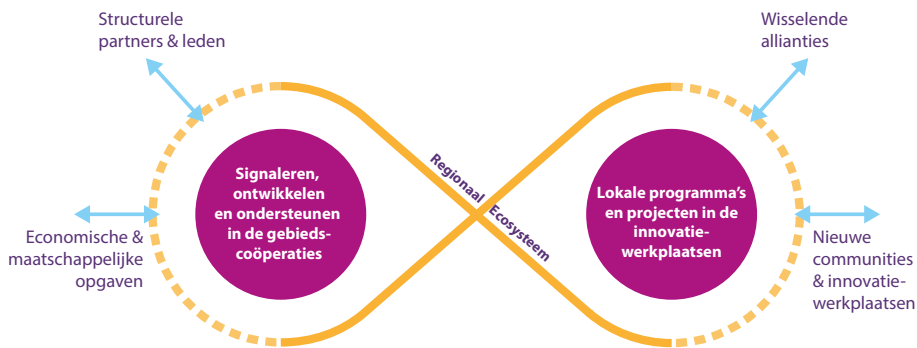 Structurele
partners & leden
Economische &
maatschappelijke
opgaven
Signaleren,
ontwikkelen
en ondersteunen
in de gebieds-
coöperaties
Regionaal
Ecosysteem
Lokale programma's
en projecten in de
innovatie-
werkplaatsen
Wisselende
allianties
Nieuwe
communities
& innovatie-
werkplaatsen